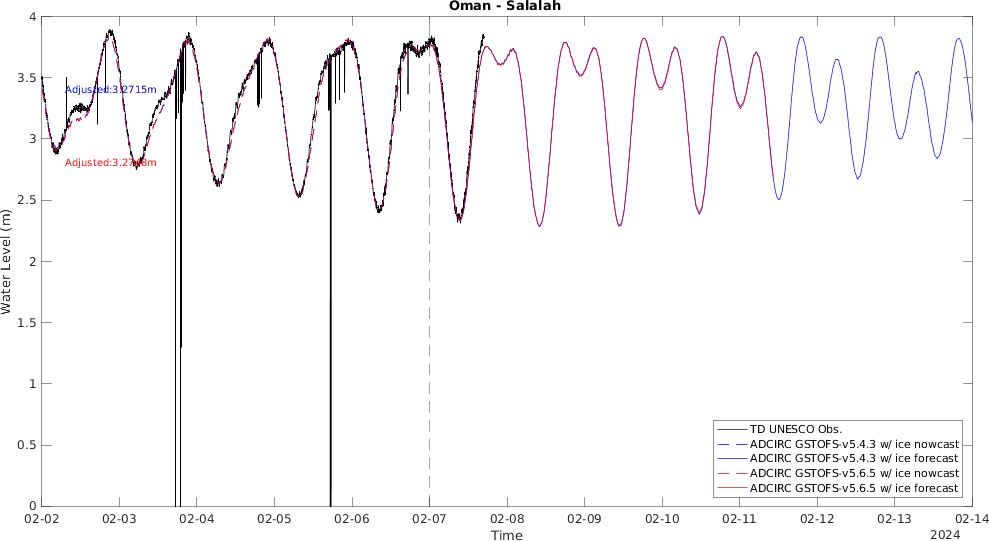 Oman - Salalah
Water Level (m)
4
3.5
3
2.5
2
1.5
1
0.5
0
Adjusted:3.2715m
TD UNESCO Obs.
ADCIRC GSTOFS-v5.4.3 w/ ice nowcast
ADCIRC GSTOFS-v5.4.3 w/ ice forecast
ADCIRC GSTOFS-v5.6.5 w/ ice nowcast
ADCIRC GSTOFS-v5.6.5 w/ ice forecast
02-02 02-03 02-04 02-05 02-06 02-07 02-08 02-09 02-10 02-11 02-12 02-13 02-14
Time
2024